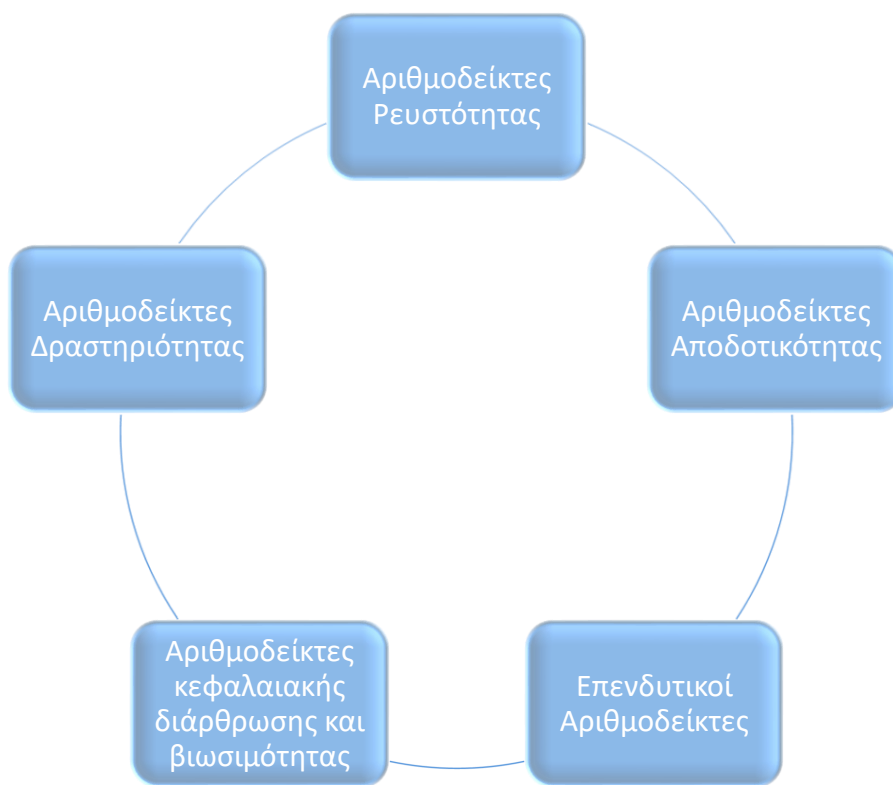 Αριθμοδείκτες
Ρευστότητας
Αριθμοδείκτες
Αποδοτικότητας
Επενδυτικοί
Αριθμοδείκτες
Αριθμοδείκτες
κεφαλαιακής
διάρθρωσης και
βιωσιμότητας
Αριθμοδείκτες
Δραστηριότητας